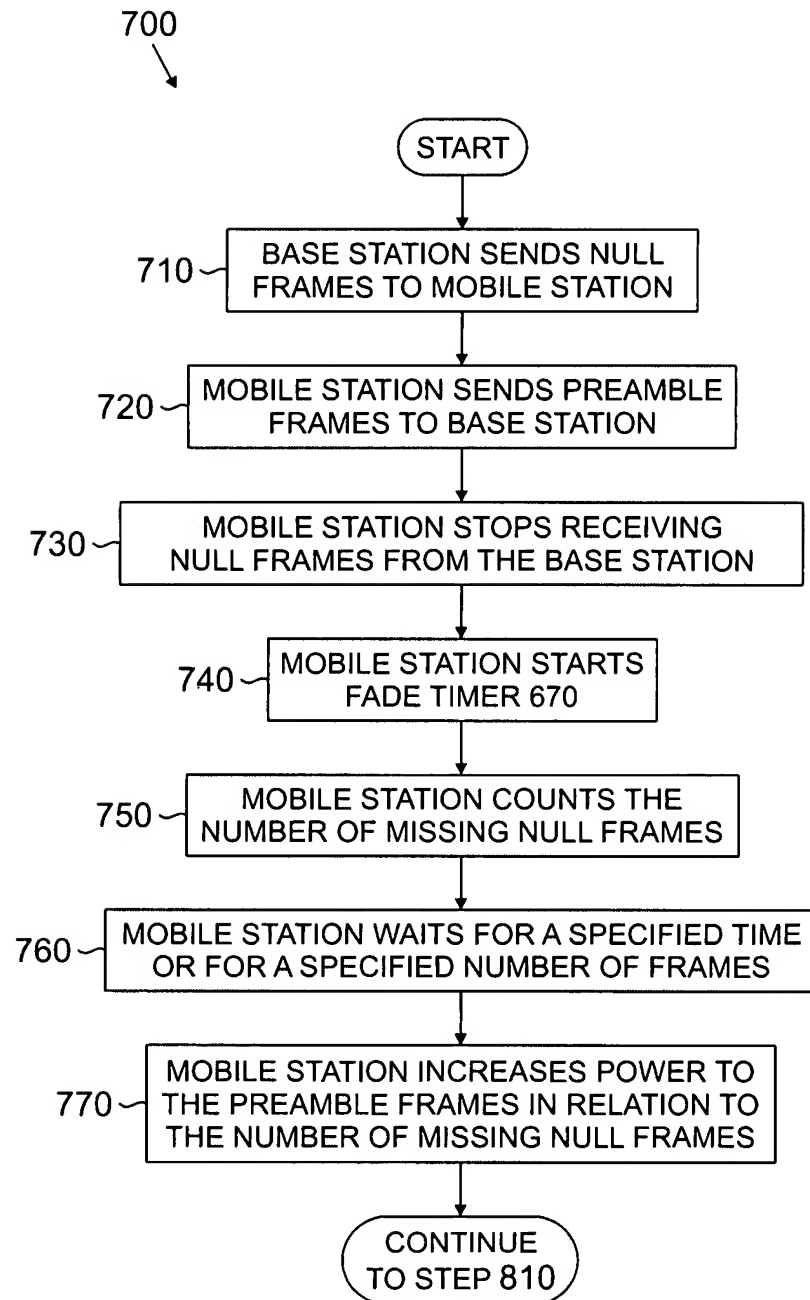 700
START
710
BASE STATION SENDS NULL
FRAMES TO MOBILE STATION
720
MOBILE STATION SENDS PREAMBLE
FRAMES TO BASE STATION
730
MOBILE STATION STOPS RECEIVING
NULL FRAMES FROM THE BASE STATION
740
MOBILE STATION STARTS
FADE TIMER 670
750
MOBILE STATION COUNTS THE
NUMBER OF MISSING NULL FRAMES
760
MOBILE STATION WAITS FOR A SPECIFIED TIME
OR FOR A SPECIFIED NUMBER OF FRAMES
770
MOBILE STATION INCREASES POWER TO
THE PREAMBLE FRAMES IN RELATION TO
THE NUMBER OF MISSING NULL FRAMES
CONTINUE
TO STEP 810